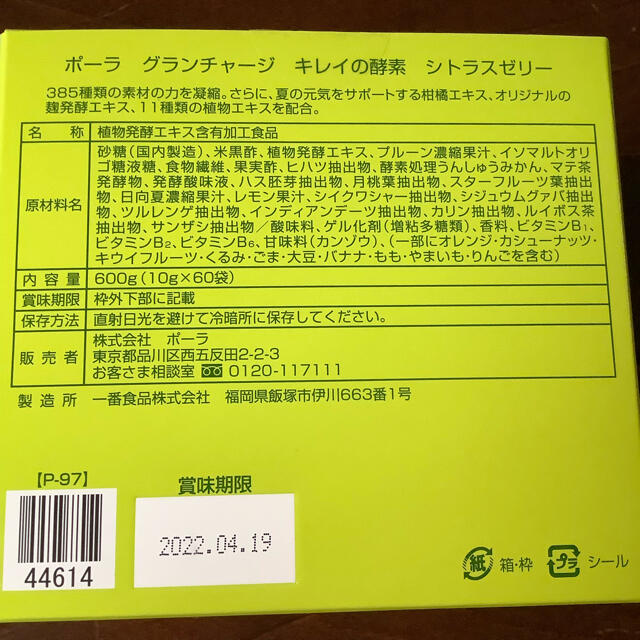 ポーラ　グランチャージ　キレイの酵素　シトラスゼリー
385種類の素材の力を凝縮。さらに、夏の元気をサポートする柑橘エキス、オリジナルの
麹発酵エキス、11種類の植物エキスを配合。
名　称　植物発酵エキス含有加工食品
原材料名　砂糖(国内製造)、米黒酢、植物発酵エキス、プルーン濃縮果汁、イソマルトオリ
ゴ糖液糖、食物繊維、果実酢、ヒハツ抽出物、酵素処理うんしゅうみかん、マテ茶
発酵物、発酵酸味液、ハス胚芽抽出物、月桃葉抽出物、スターフルーツ葉抽出
物、日向夏濃縮果汁、レモン果汁、シイクワシャー抽出物、シジュウムグァバ抽出
物、ツルレンゲ抽出物、インディアンデーツ抽出物、カリン抽出物、ルイボス茶
抽出物、サンザシ抽出物／酸味料、ゲル化剤(増粘多糖類)、香料、ビタミンB₁、
ビタミンB₂、ビタミンB₆、甘味料(カンゾウ)、(一部にオレンジ・カシューナッツ・
キウイフルーツ・くるみ・ごま・大豆・バナナ・もも・やまいも・りんごを含む)
内容量　600g(10g×60袋)
賞味期限　枠外下部に記載
保存方法　直射日光を避けて冷暗所に保存してください。
販売者　株式会社　ポーラ
東京都品川区西五反田2-2-3
お客さま相談室 0120-117111
製造所　一番食品株式会社　福岡県飯塚市伊川663番1号
【P-97】
44614
賞味期限
2022.04.19
紙 箱・枠
プラ シール